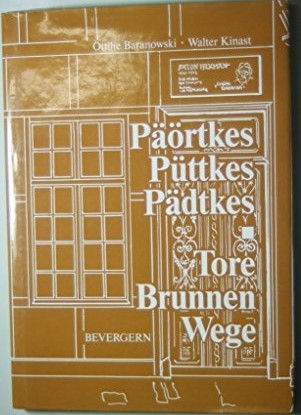 Otthe Baranowski · Walter Kinast
Päörtkes
Püttkes
Pädtkes
Tore
Brunnen
Wege
BEVERGERN